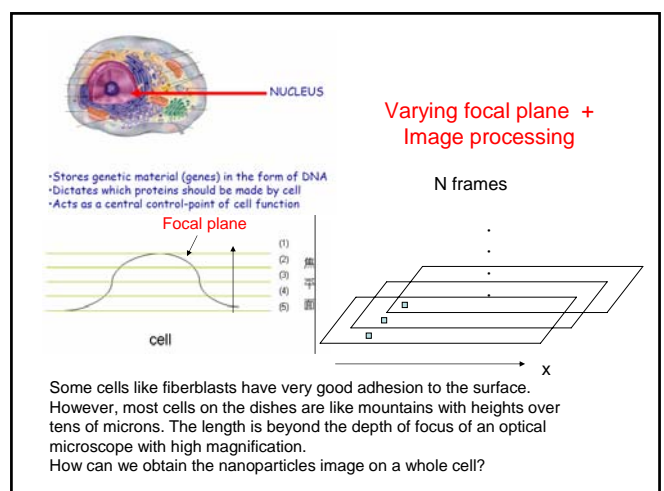 NUCLEUS
•Stores genetic material (genes) in the form of DNA
•Dictates which proteins should be made by cell
•Acts as a central control-point of cell function
Varying focal plane +
Image processing
N frames
Focal plane
(1)
(2)
(3)
(4)
(5)
焦
平
面
cell
x
Some cells like fiberblasts have very good adhesion to the surface.
However, most cells on the dishes are like mountains with heights over
tens of microns. The length is beyond the depth of focus of an optical
microscope with high magnification.
How can we obtain the nanoparticles image on a whole cell?